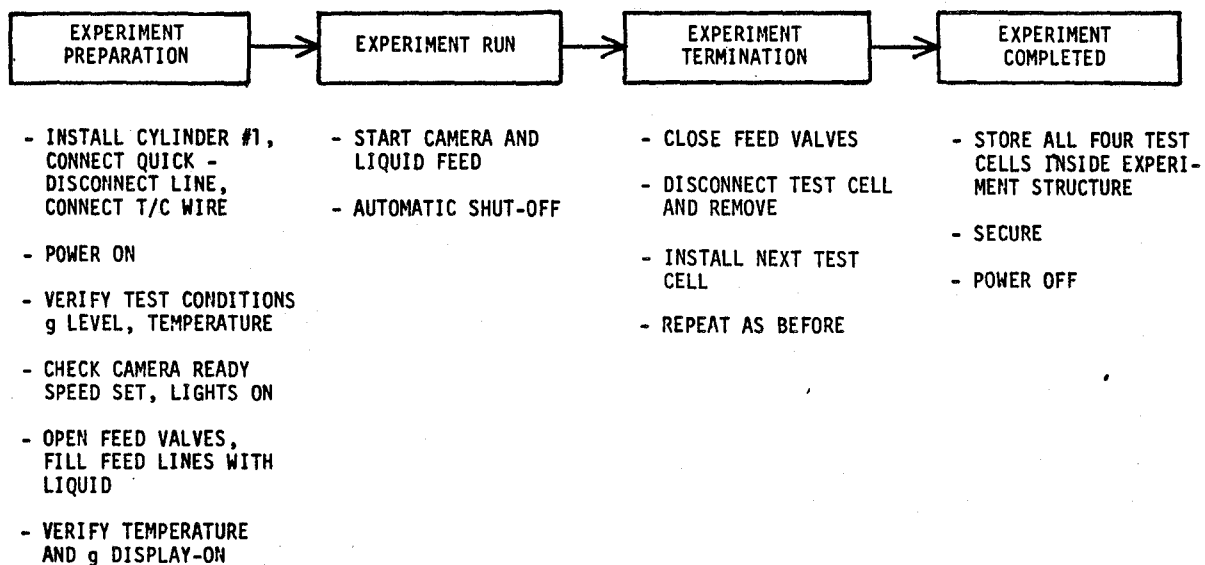 EXPERIMENT
PREPARATION
EXPERIMENT RUN
EXPERIMENT
TERMINATION
EXPERIMENT
COMPLETED
- INSTALL CYLINDER #1,
CONNECT QUICK -
DISCONNECT LINE,
CONNECT T/C WIRE
- POWER ON
- VERIFY TEST CONDITIONS
g LEVEL, TEMPERATURE
- CHECK CAMERA READY
SPEED SET, LIGHTS ON
- OPEN FEED VALVES,
FILL FEED LINES WITH
LIQUID
- VERIFY TEMPERATURE
AND g DISPLAY-ON
- START CAMERA AND
LIQUID FEED
- AUTOMATIC SHUT-OFF
- CLOSE FEED VALVES
- DISCONNECT TEST CELL
AND REMOVE
- INSTALL NEXT TEST
CELL
- REPEAT AS BEFORE
- STORE ALL FOUR TEST
CELLS INSIDE EXPERI-
MENT STRUCTURE
- SECURE
- POWER OFF